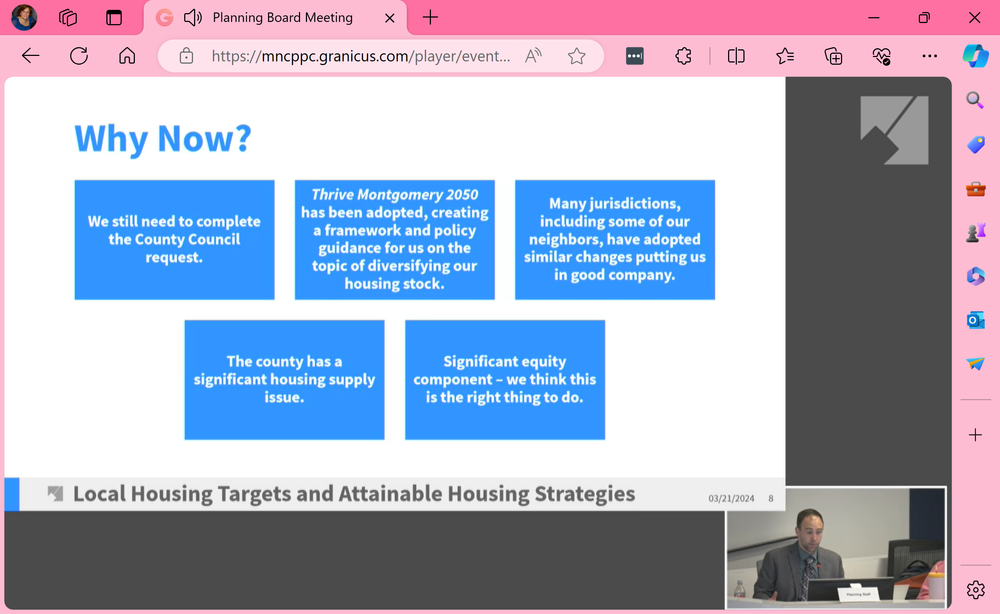 Planning Board Meeting
https://mncppc.granicus.com/player/event...
Why Now?
We still need to complete
the County Council
request.
Thrive Montgomery 2050
has been adopted, creating
a framework and policy
guidance for us on the
topic of diversifying our
housing stock.
Many jurisdictions,
including some of our
neighbors, have adopted
similar changes putting us
in good company.
The county has a
significant housing supply
issue.
Significant equity
component – we think this
is the right thing to do.
Local Housing Targets and Attainable Housing Strategies
03/21/2024 8
Planning Staff